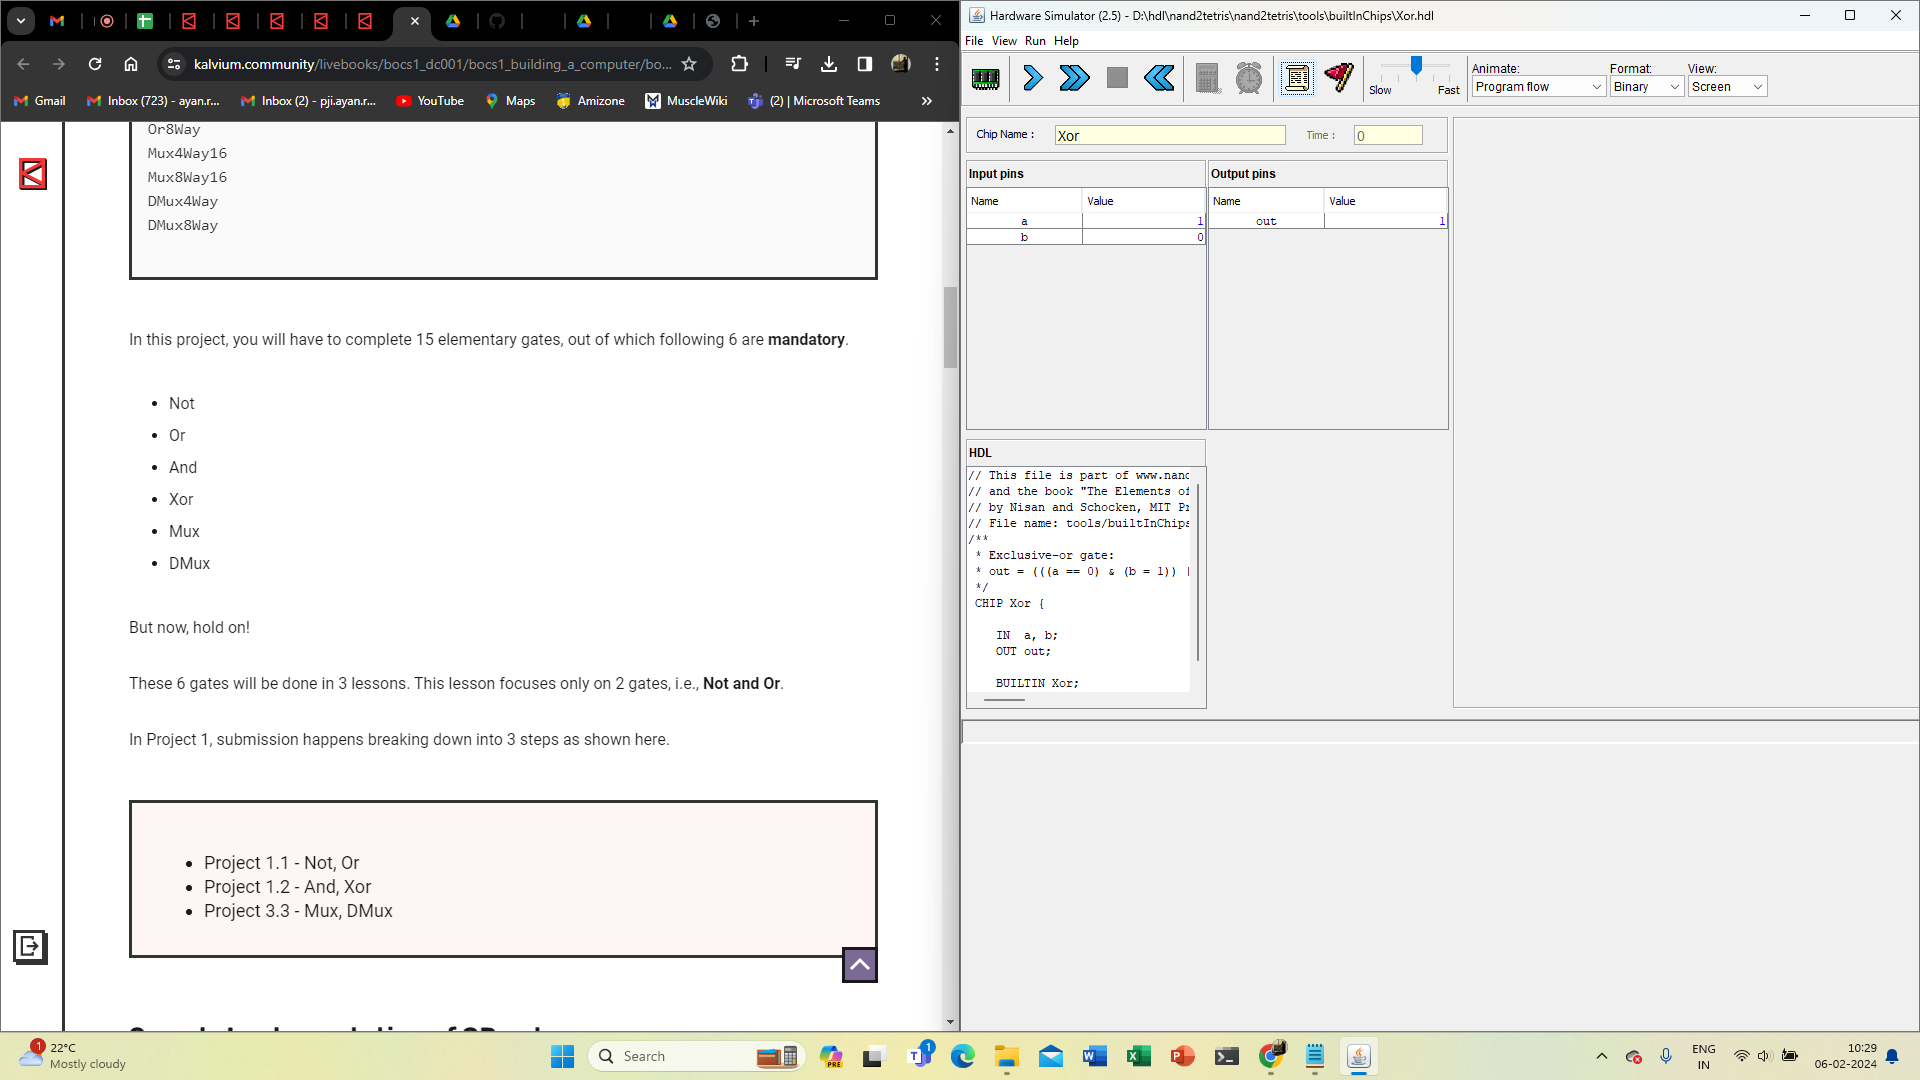 Hardware Simulator (2.5) - D:\hdl\nand2tetris\nand2tetris\tools\builtInChips\Xor.hdl
File View Run Help
kalvium.community/livebooks/bocs1_dc001/bocs1_building_a_computer/bo...
Gmail
Inbox (723) - ayan.r...
Inbox (2) - pji.ayan.r...
YouTube
Maps
Amizone
MuscleWiki
(2) | Microsoft Teams
Slow
Fast
Animate:
Program flow
Format:
Binary
View:
Screen
Or8Way
Mux4Way16
Mux8Way16
DMux4Way
DMux8Way
In this project, you will have to complete 15 elementary gates, out of which following 6 are mandatory.
Not
Or
And
Xor
Mux
DMux
But now, hold on!
These 6 gates will be done in 3 lessons. This lesson focuses only on 2 gates, i.e., Not and Or.
In Project 1, submission happens breaking down into 3 steps as shown here.
Project 1.1 - Not, Or
Project 1.2 - And, Xor
Project 3.3 - Mux, DMux
Chip Name :
Xor
Time :
0
Input pins
Name Value
a 1
b 0
Output pins
Name Value
out 1
HDL
// This file is part of www.nand
// and the book "The Elements of
// by Nisan and Schocken, MIT Pr
// File name: tools/builtInChips
/**
* Exclusive-or gate:
* out = (((a == 0) & (b = 1)) |
*/
CHIP Xor {
IN a, b;
OUT out;
BUILTIN Xor;
1
22°C
Mostly cloudy
Search
PRE
1
ENG
IN
10:29
06-02-2024